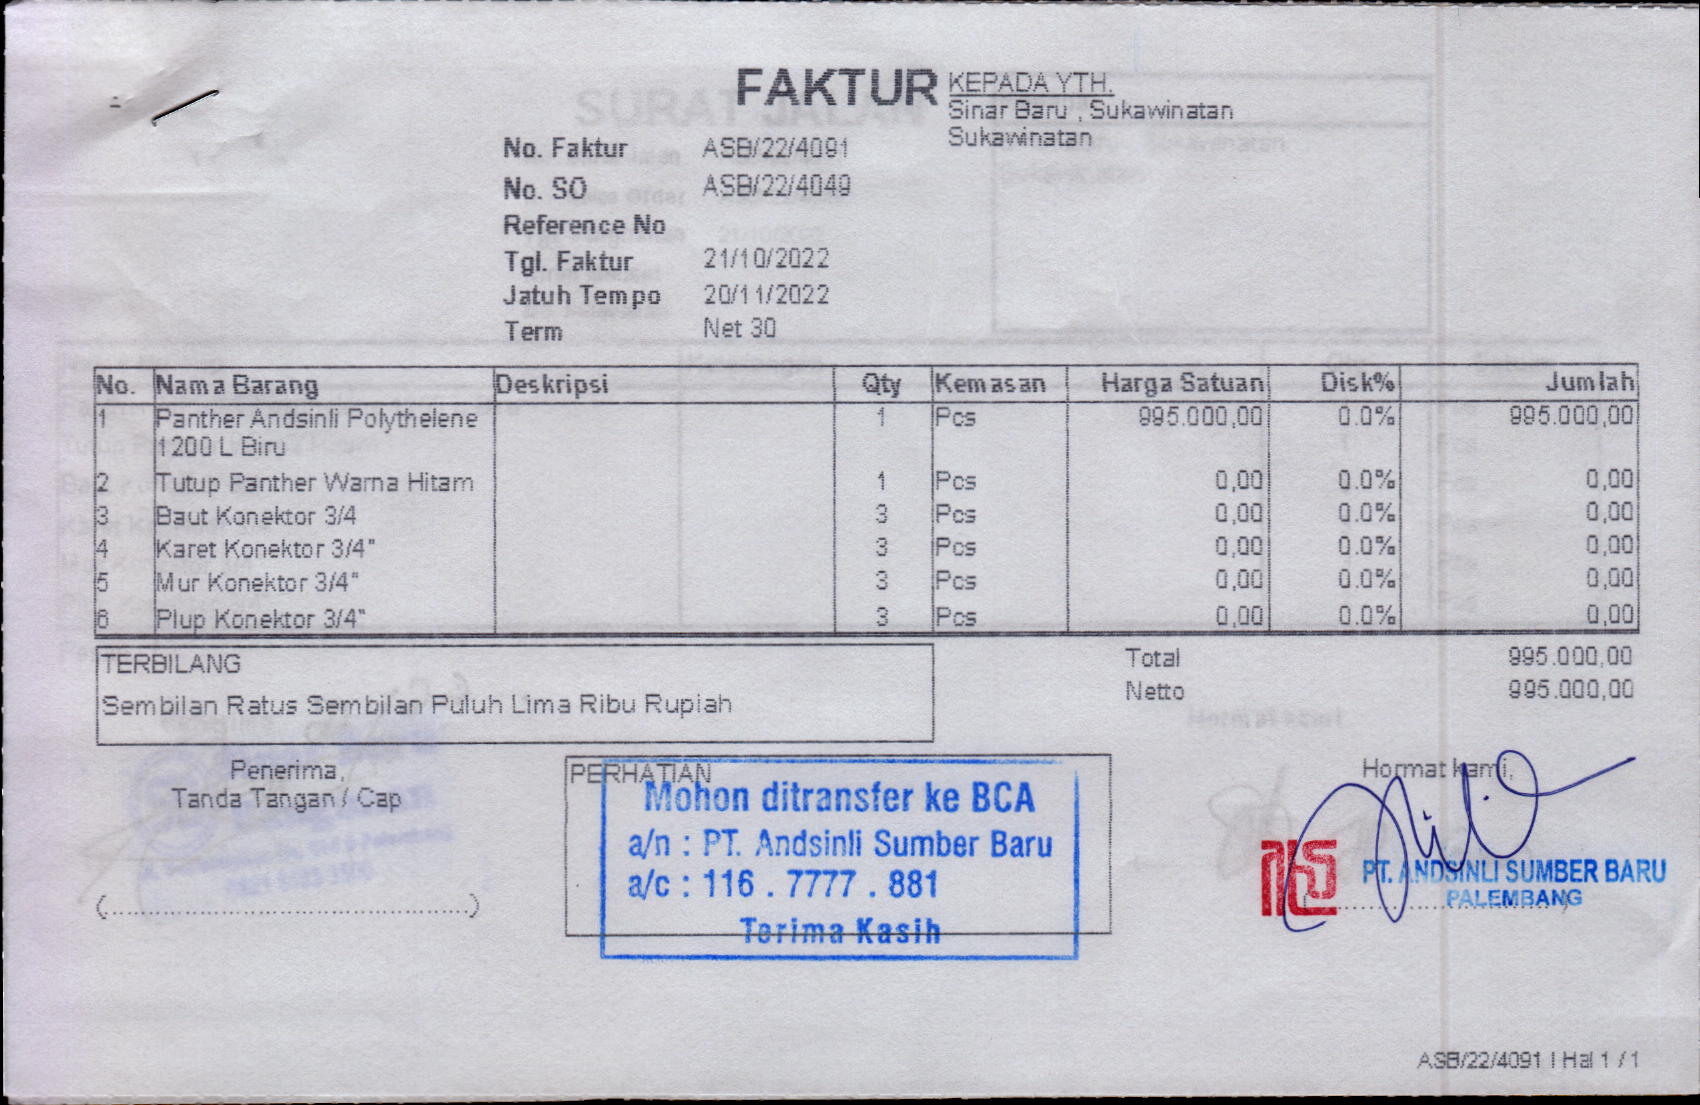 FAKTUR
KEPADA YTH.
Sinar Baru , Sukawinatan
Sukawinatan
No. Faktur ASB/22/4091
No. SO ASB/22/4049
Reference No
Tgl. Faktur 21/10/2022
Jatuh Tempo 20/11/2022
Term Net 30
No. Nama Barang Deskripsi Qty Kemasan Harga Satuan Disk% Jumlah
1 Panther Andsinli Polythelene 1 Pcs 995.000,00 0.0% 995.000,00
1200 L Biru
2 Tutup Panther Warna Hitam 1 Pcs 0,00 0.0% 0,00
3 Baut Konektor 3/4 3 Pcs 0,00 0.0% 0,00
4 Karet Konektor 3/4" 3 Pcs 0,00 0.0% 0,00
5 Mur Konektor 3/4" 3 Pcs 0,00 0.0% 0,00
6 Plup Konektor 3/4" 3 Pcs 0,00 0.0% 0,00
TERBILANG
Sembilan Ratus Sembilan Puluh Lima Ribu Rupiah
Total 995.000,00
Netto 995.000,00
Penerima,
Tanda Tangan / Cap
(..........................................)
PERHATIAN
Mohon ditransfer ke BCA
a/n : PT. Andsinli Sumber Baru
a/c : 116 . 7777 . 881
Terima Kasih
Hormat kami,
PT. ANDSINLI SUMBER BARU
PALEMBANG
ASB/22/4091 | Hal 1 / 1